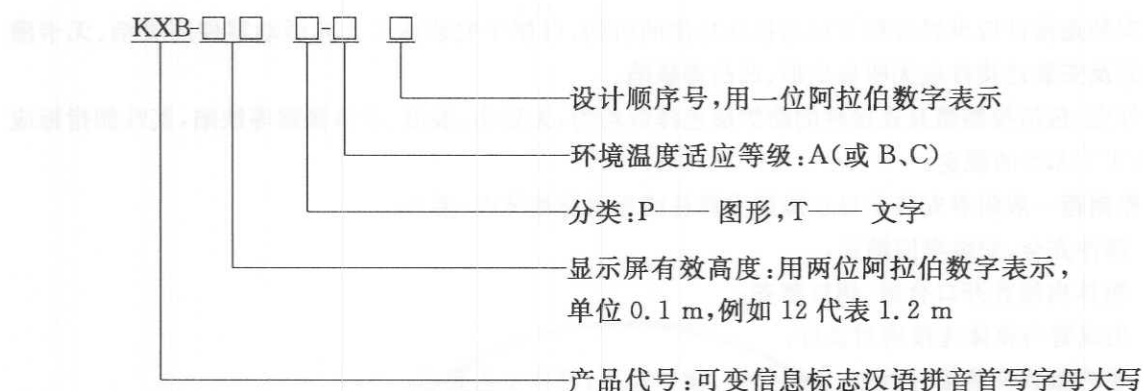 KXB□□ □□ □
设计顺序号,用一位阿拉伯数字表示
环境温度适应等级:A(或 B、C)
分类:P—— 图形,T—— 文字
显示屏有效高度:用两位阿拉伯数字表示,
单位 0.1 m,例如 12 代表 1.2 m
产品代号:可变信息标志汉语拼音首写字母大写